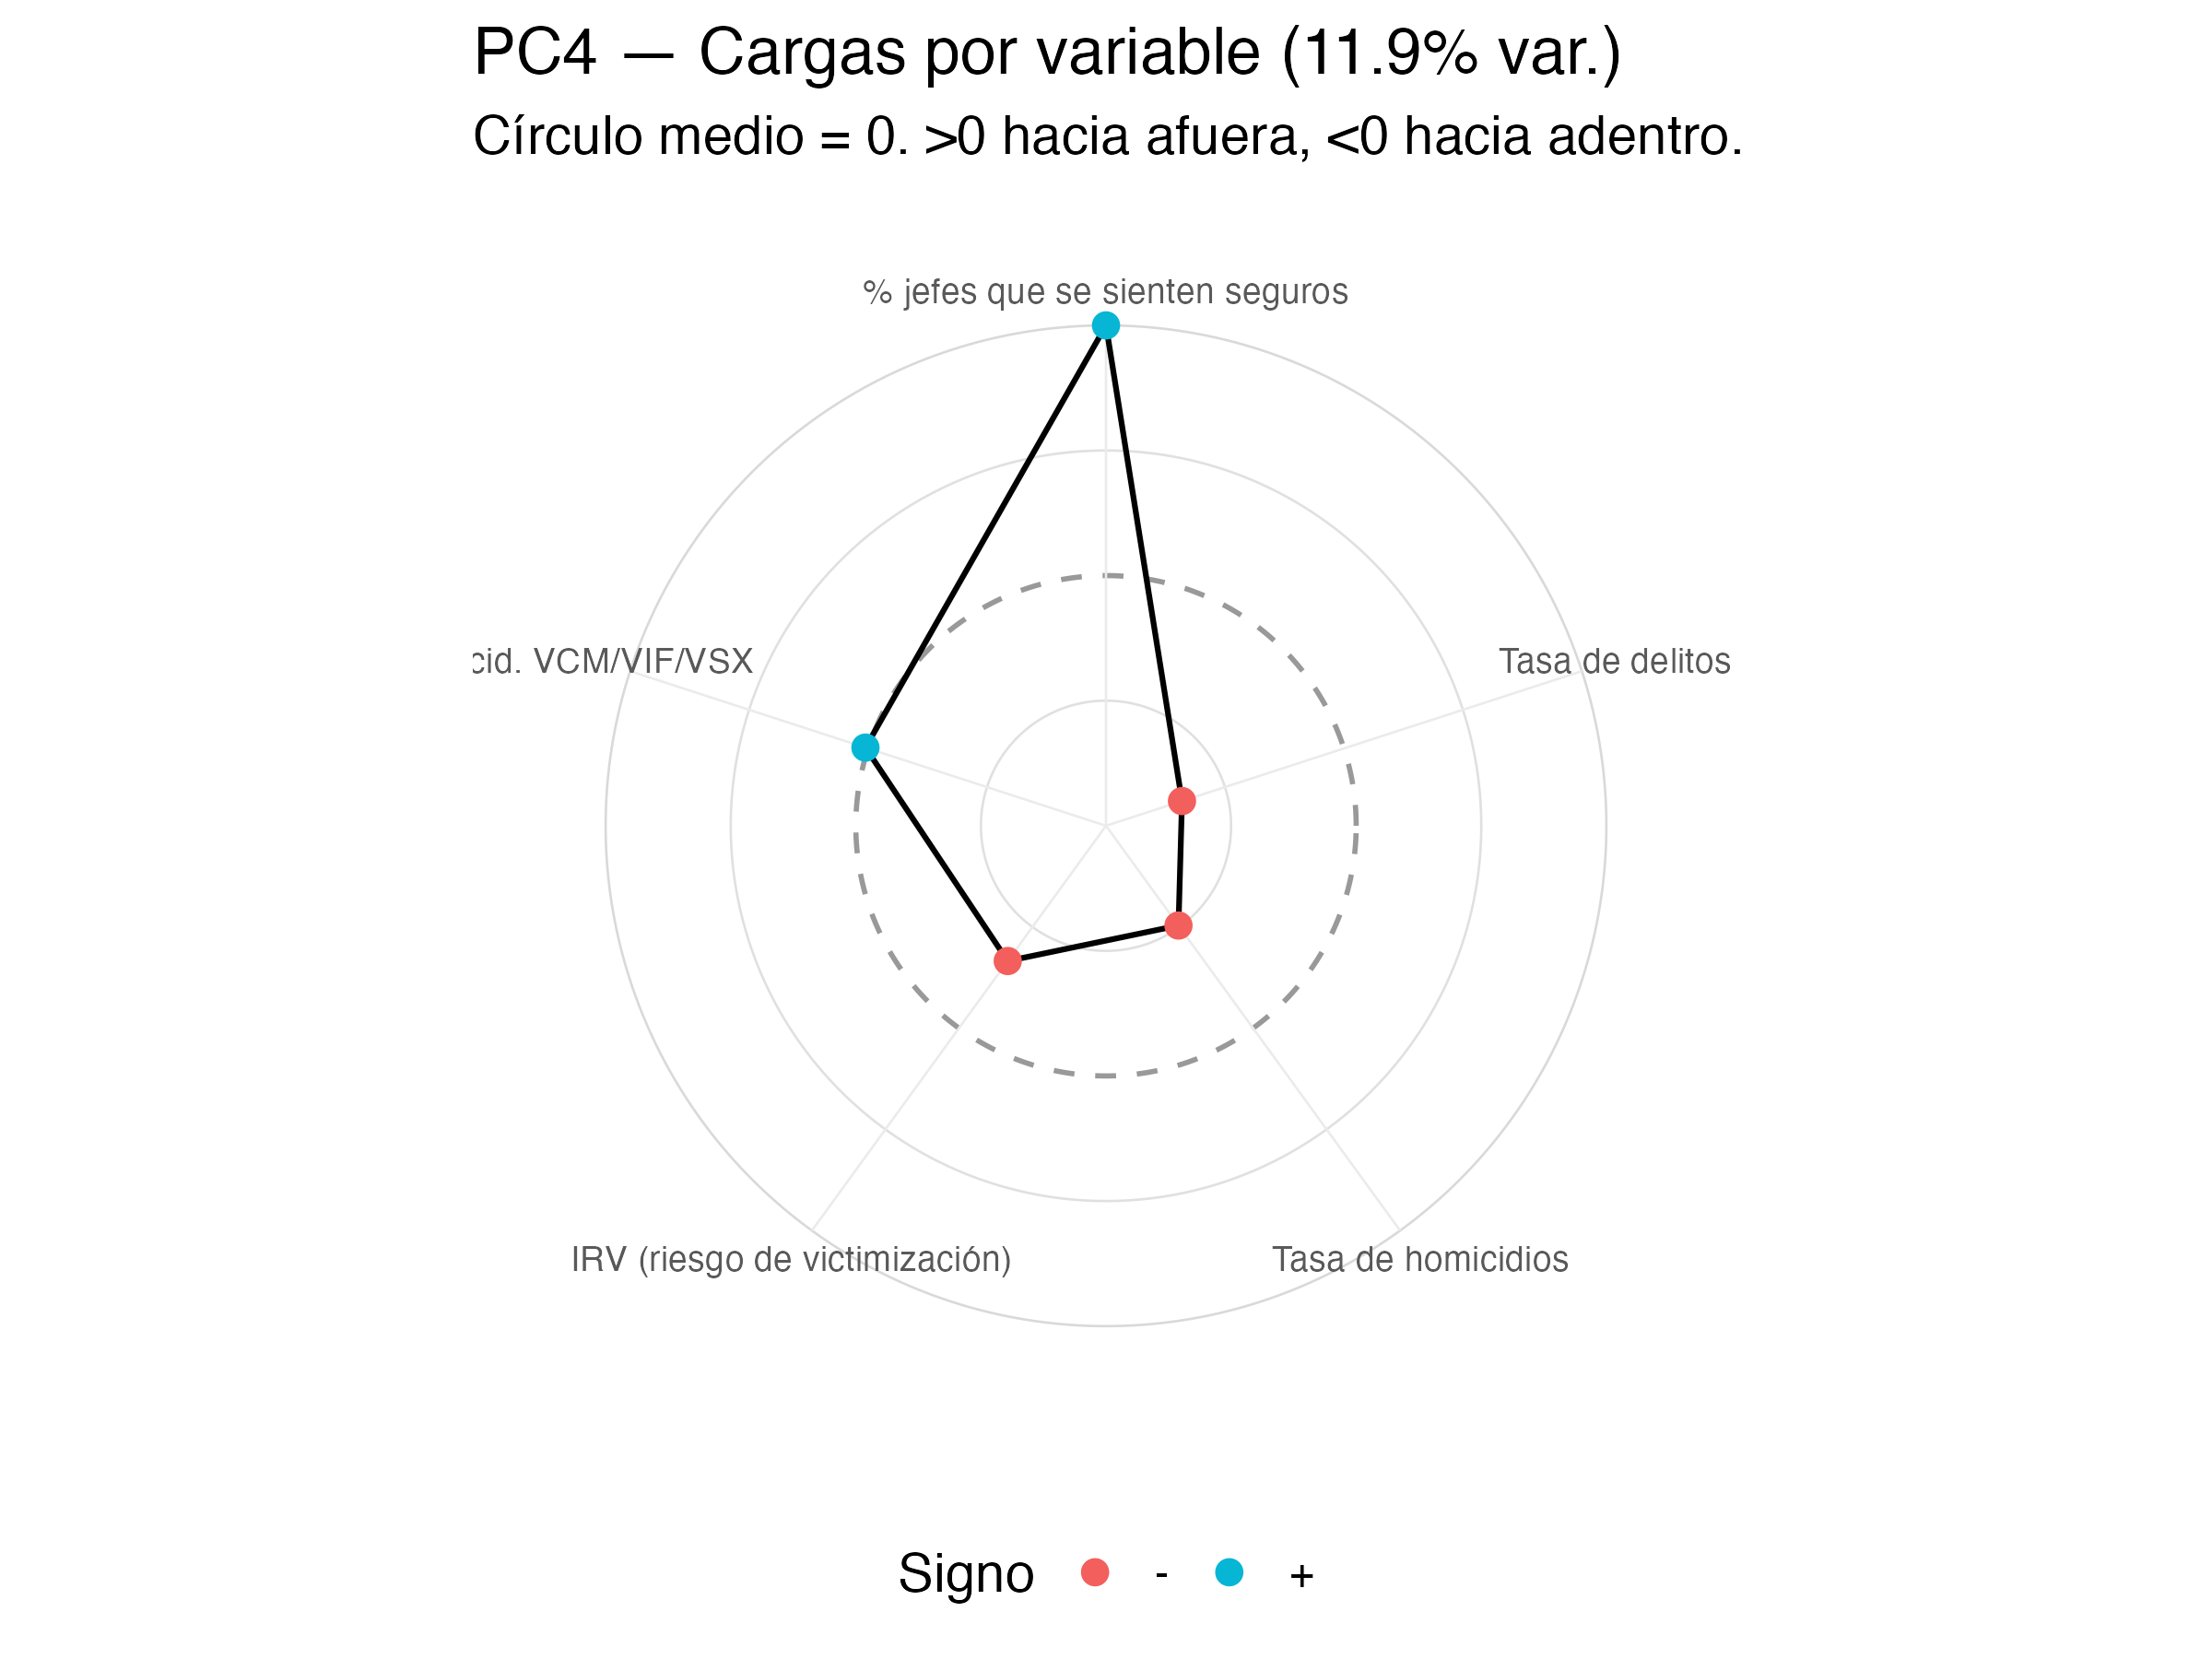 PC4 — Cargas por variable (11.9% var.)
Círculo medio = 0. >0 hacia afuera, <0 hacia adentro.
% jefes que se sienten seguros
cid. VCM/VIF/VSX
Tasa de delitos
IRV (riesgo de victimización)
Tasa de homicidios
Signo - +